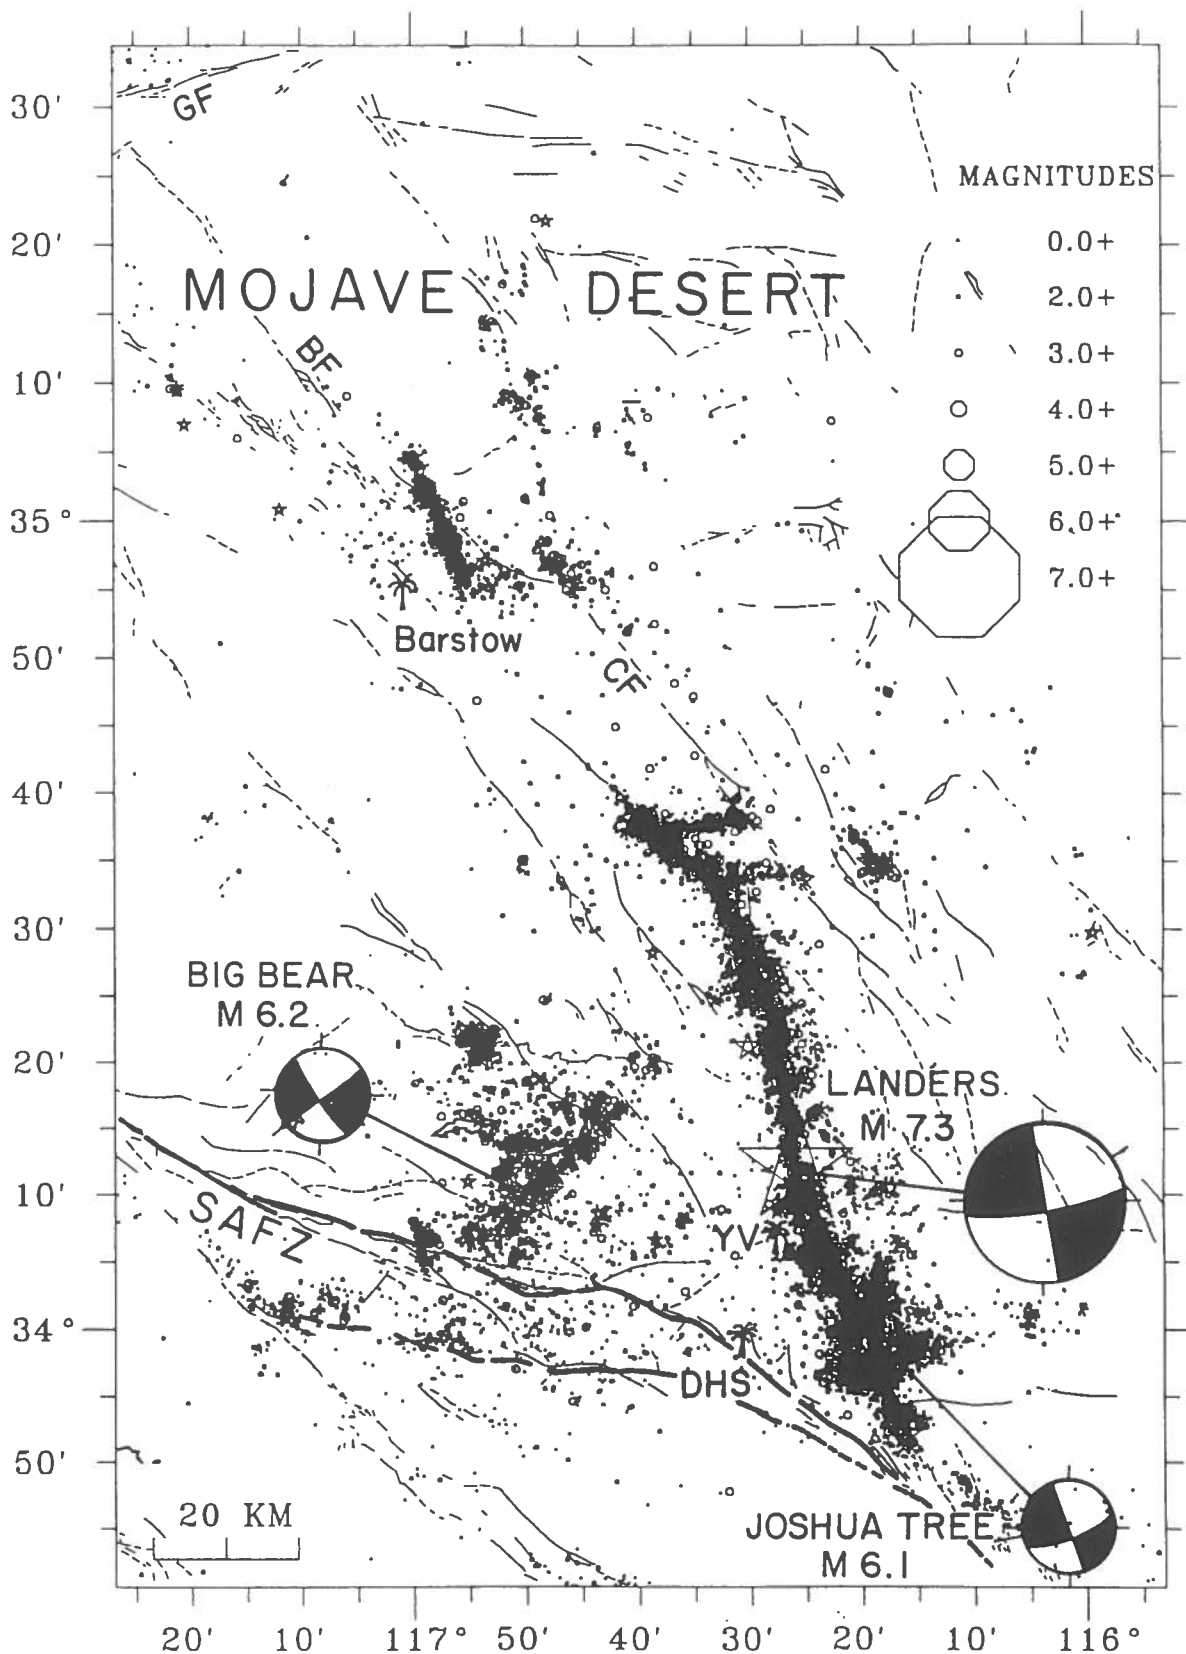 GF
30'
MAGNITUDES
20'
0.0+
MOJAVE DESERT
2.0+
BF
3.0+
10'
4.0+
5.0+
35°
6.0+
7.0+
Barstow
50'
CF
40'
30'
BIG BEAR
M 6.2
20'
LANDERS
M 7.3
10'
SAFZ
YV
34°
DHS
50'
20 KM
JOSHUA TREE
M 6.1
20' 10' 117° 50' 40' 30' 20' 10' 116°